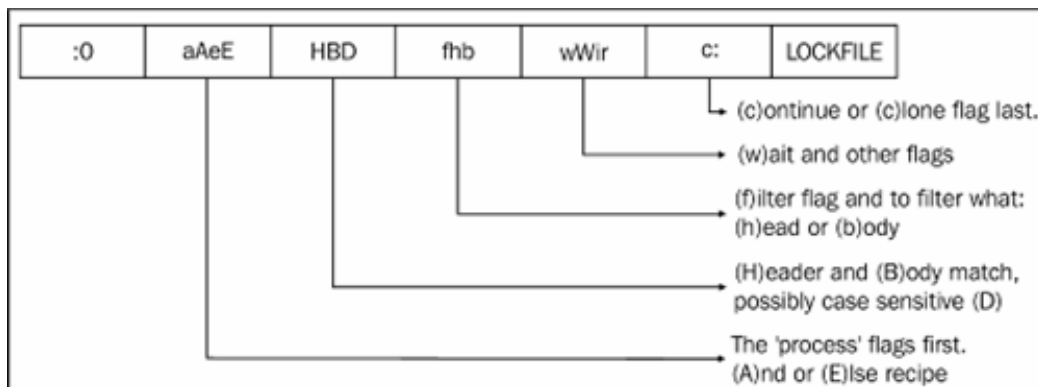 :0 aAeE HBD fhb wWir c: LOCKFILE
(c)ontinue or (c)lone flag last.
(w)ait and other flags
(f)ilter flag and to filter what:
(h)ead or (b)ody
(H)eader and (B)ody match,
possibly case sensitive (D)
The 'process' flags first.
(A)nd or (E)lse recipe